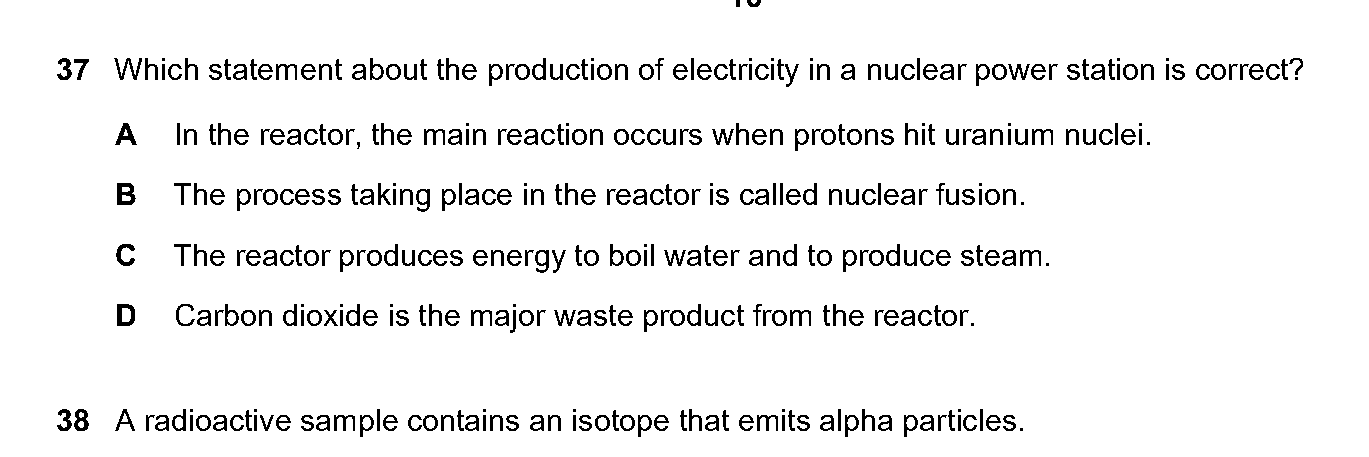 37 Which statement about the production of electricity in a nuclear power station is correct?
A In the reactor, the main reaction occurs when protons hit uranium nuclei.
B The process taking place in the reactor is called nuclear fusion.
C The reactor produces energy to boil water and to produce steam.
D Carbon dioxide is the major waste product from the reactor.
38 A radioactive sample contains an isotope that emits alpha particles.